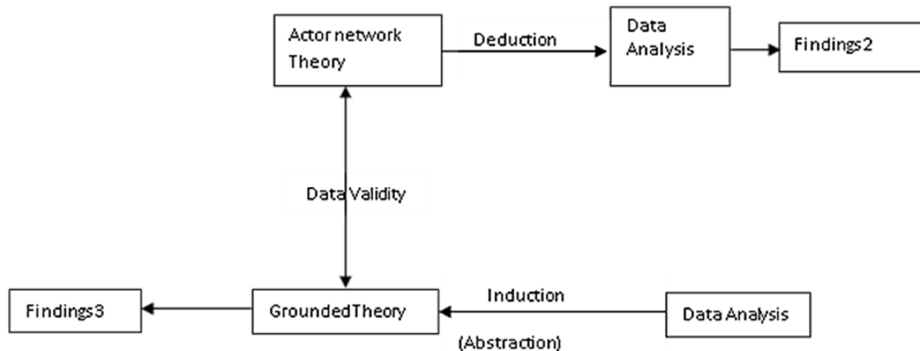 Actor network
Theory
Deduction
Data
Analysis
Findings2
Data Validity
Findings3
GroundedTheory
Induction
(Abstraction)
Data Analysis